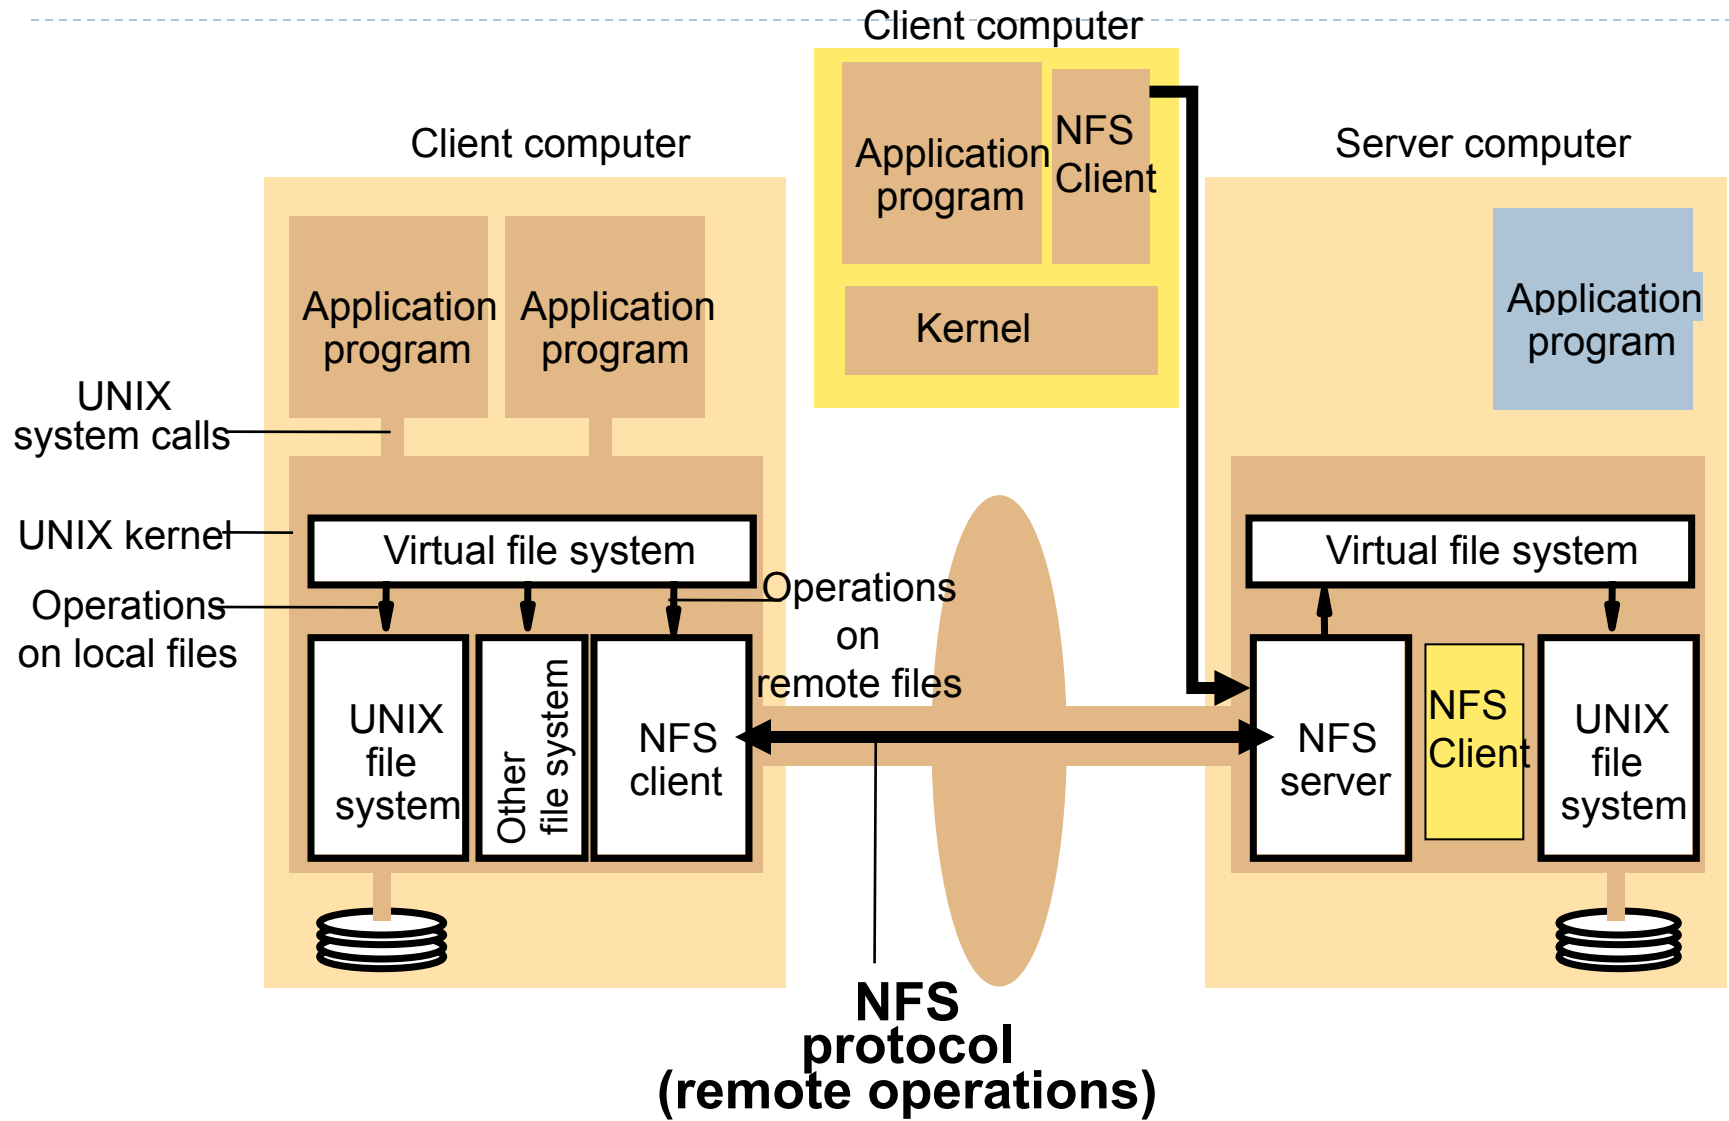 Client computer
Client computer
Server computer
Application
program
NFS
Client
Kernel
Application
program
Application
program
Application
program
UNIX
system calls
UNIX kernel
Virtual file system
Virtual file system
Operations
on local files
Operations
on
remote files
UNIX
file
system
Other
file system
NFS
client
NFS
server
NFS
Client
UNIX
file
system
NFS
protocol
(remote operations)